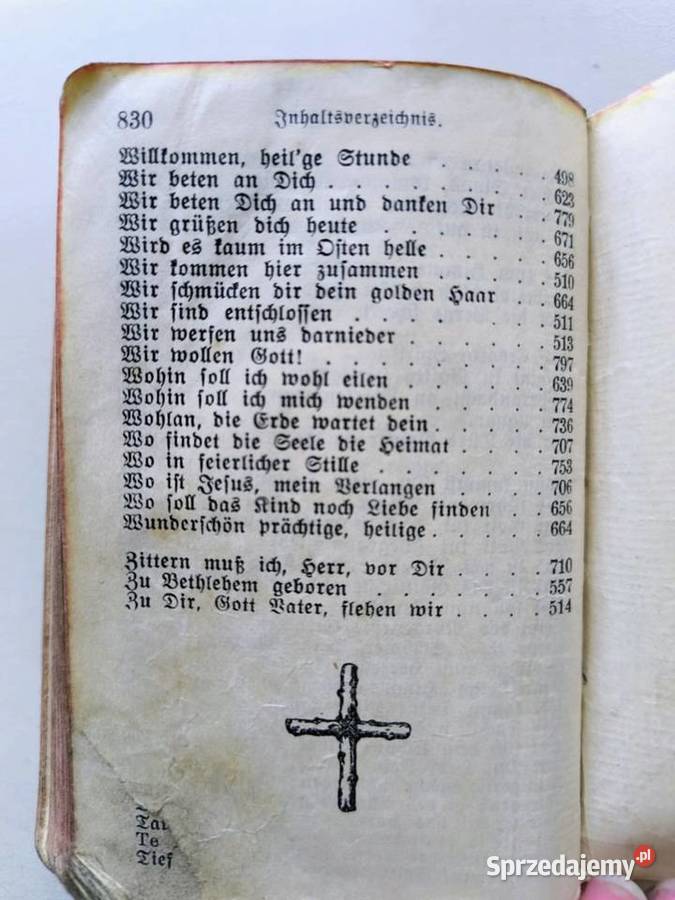 830 Inhaltsverzeichnis.
Willkommen, heil'ge Stunde . . . . . 498
Wir beten an Dich . . . . . . . . 623
Wir beten Dich an und danken Dir . . 779
Wir grüßen dich heute . . . . . . 671
Wird es kaum im Osten helle . . . . . 656
Wir kommen hier zusammen . . . . . 510
Wir schmücken dir dein golden Haar . . 664
Wir sind entschlossen . . . . . . . 511
Wir werfen uns darnieder . . . . . . 513
Wir wollen Gott! . . . . . . . . 797
Wohin soll ich wohl eilen . . . . . . 639
Wohin soll ich mich wenden . . . . . 774
Wohlan, die Erde wartet dein . . . . . 736
Wo findet die Seele die Heimat . . . . 707
Wo in feierlicher Stille . . . . . . 753
Wo ist Jesus, mein Verlangen . . . . 706
Wo soll das Kind noch Liebe finden . . 656
Wunderschön prächtige, heilige . . . . . 664
Zittern muß ich, Herr, vor Dir . . . . 710
Zu Bethlehem geboren . . . . . . . 557
Zu Dir, Gott Vater, flehen wir . . . . 514
Te
Tief
Sprzedajemy.pl